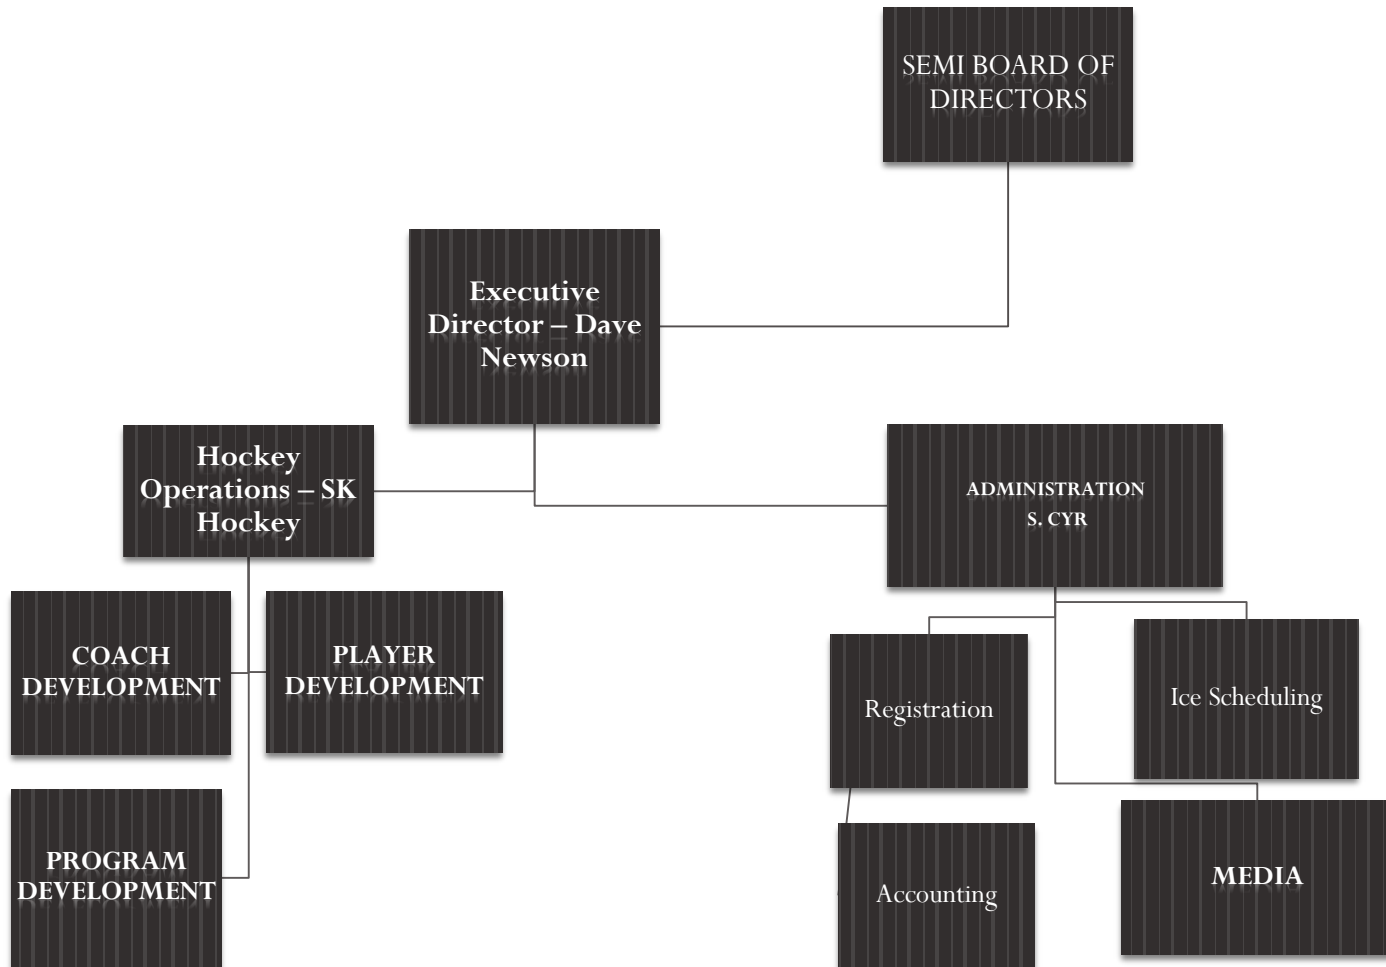 SEMI BOARD OF
DIRECTORS
Executive
Director – Dave
Newson
Hockey
Operations – SK
Hockey
ADMINISTRATION
S. CYR
COACH
DEVELOPMENT
PLAYER
DEVELOPMENT
Registration
Ice Scheduling
PROGRAM
DEVELOPMENT
Accounting
MEDIA